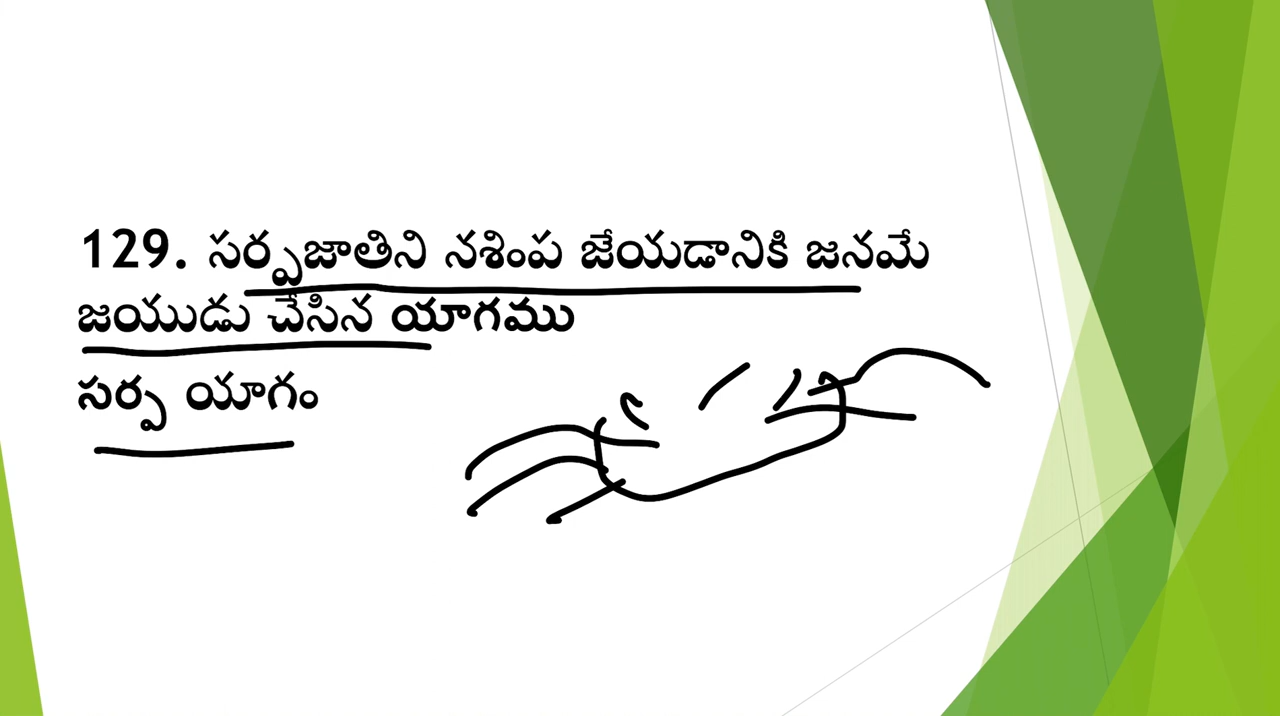 129. సర్పజాతిని నశింప జేయడానికి జనమే
జయుడు చేసిన యాగము
సర్ప యాగం